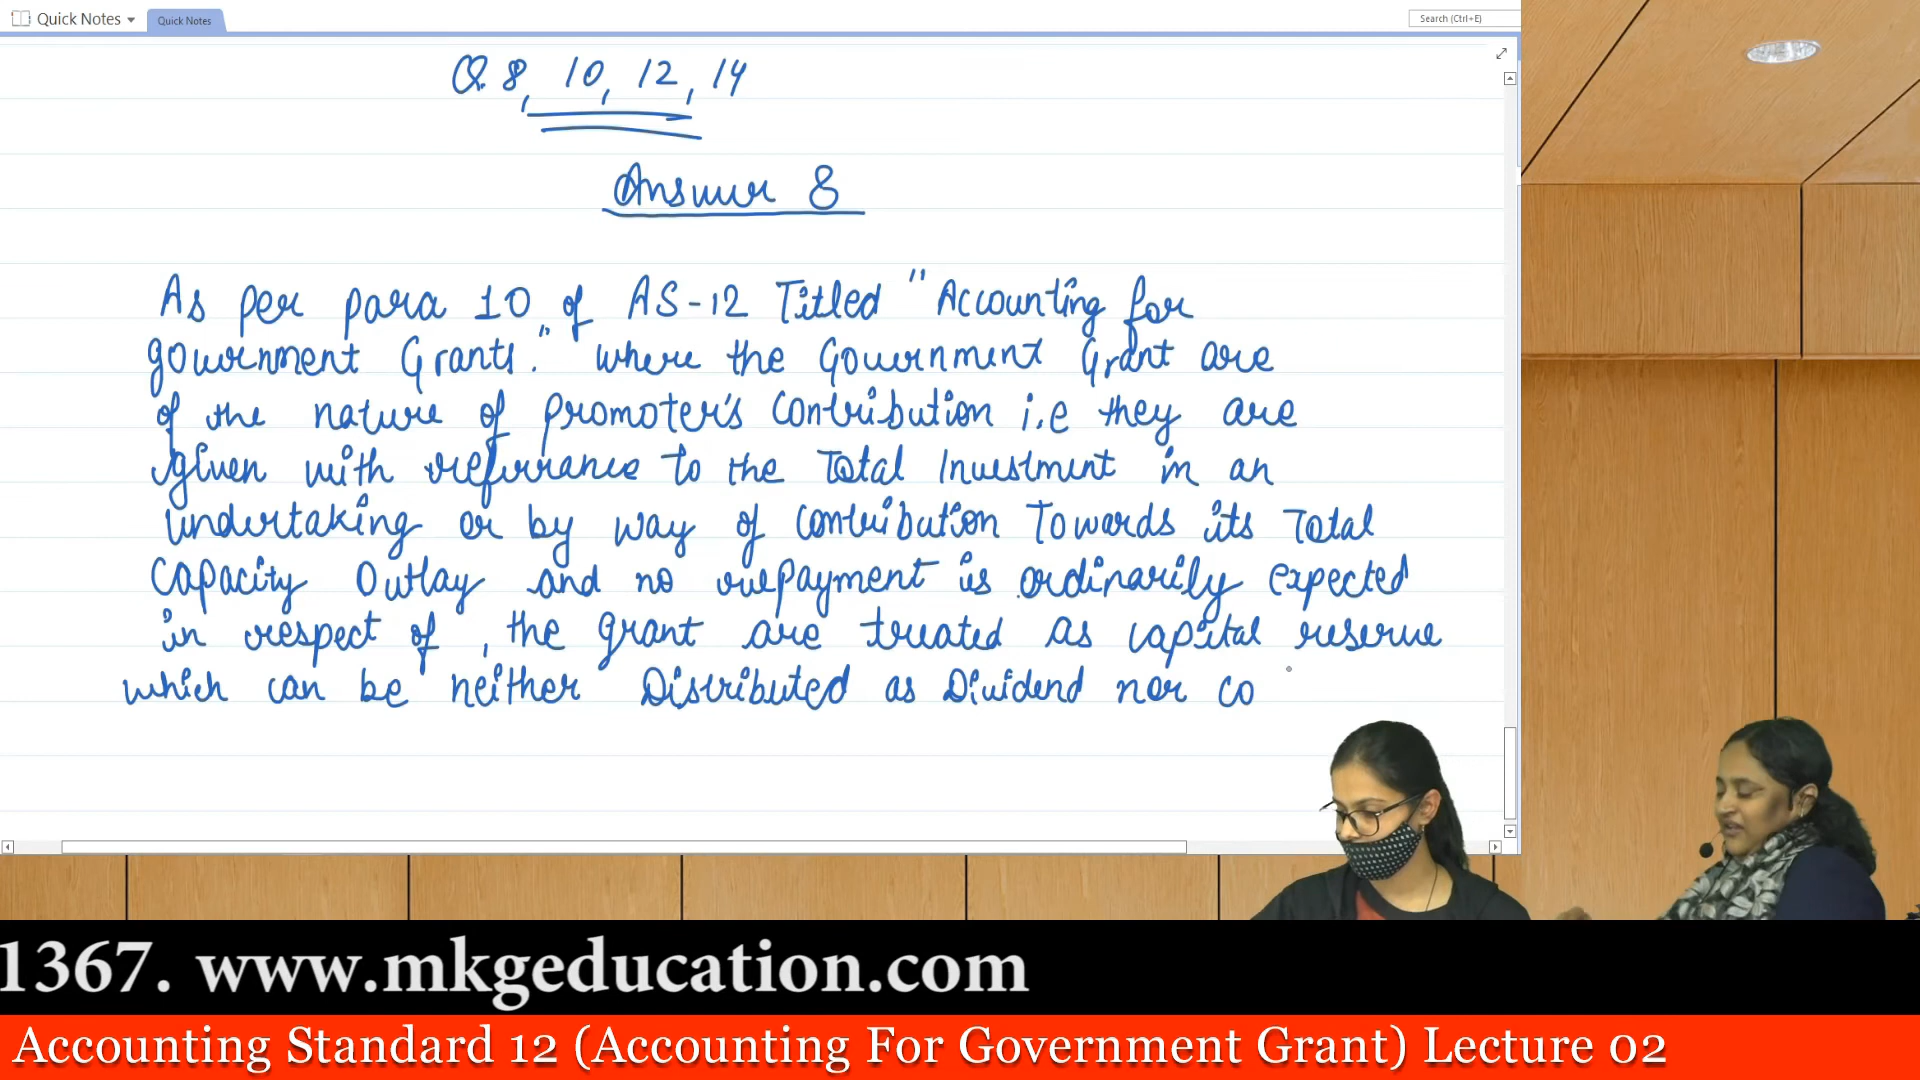 Quick Notes
Quick Notes
Search (Ctrl+E)
Q. 8, 10, 12, 14
Answer 8
As per para 10 of AS-12 Titled "Accounting for
government Grants." where the Government Grant are
of the nature of promoter's contribution i.e they are
given with referrance to the Total Investment in an
undertaking or by way of contribution Towards its Total
capacity Outlay and no repayment is ordinarily expected
in respect of, the grant are treated as capital reserve
which can be neither Distributed as Dividend nor co
1367. www.mkgeducation.com
Accounting Standard 12 (Accounting For Government Grant) Lecture 02